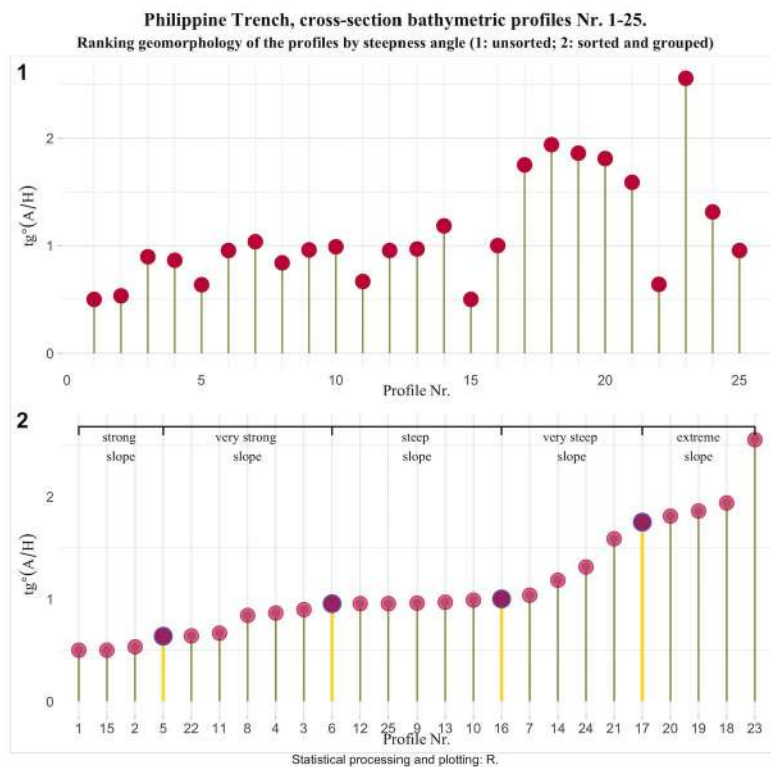 Philippine Trench, cross-section bathymetric profiles Nr. 1-25.
Ranking geomorphology of the profiles by steepness angle (1: unsorted; 2: sorted and grouped)
1
tg°(A/H)
2
1
0
0 5 10 15 20 25
Profile Nr.
2
strong very strong steep very steep extreme
slope slope slope slope slope
tg°(A/H)
2
1
0
1 15 2 5 22 11 8 4 3 6 12 25 9 13 10 16 7 14 24 21 17 20 19 18 23
Profile Nr.
Statistical processing and plotting: R.